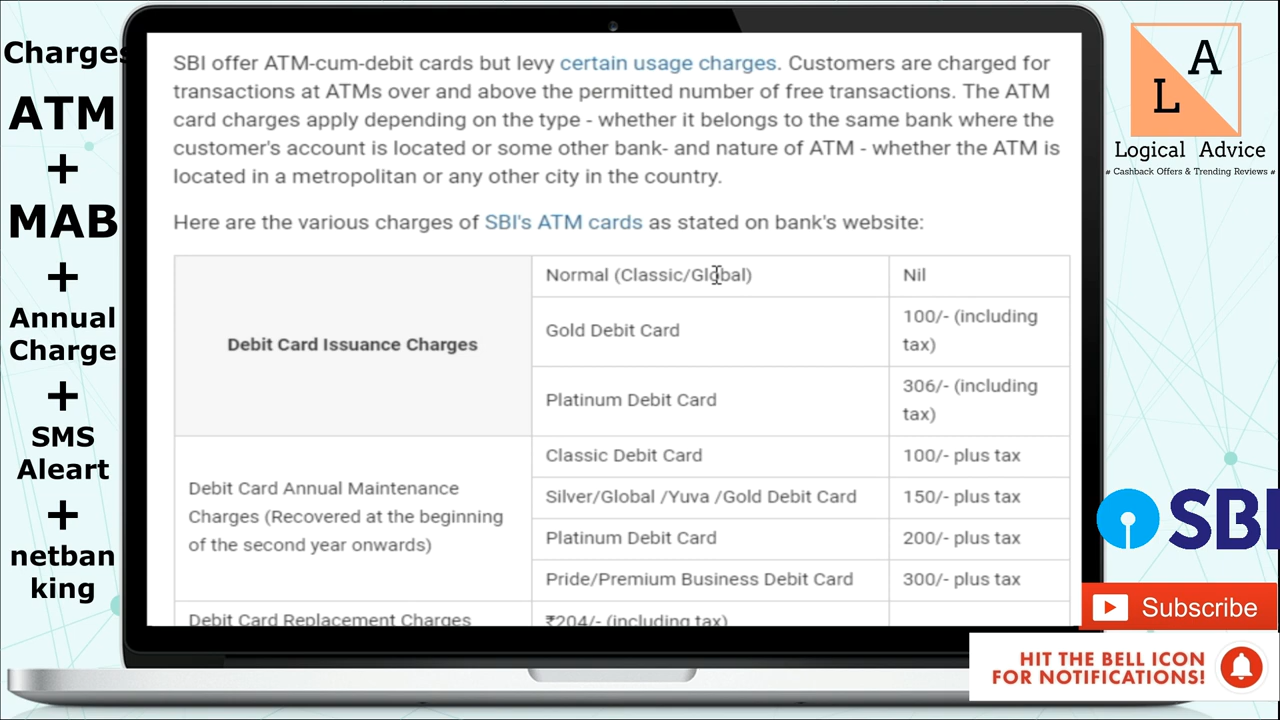 Charges
ATM
+
MAB
+
Annual
Charge
+
SMS
Aleart
+
netban
king
SBI offer ATM-cum-debit cards but levy certain usage charges. Customers are charged for
transactions at ATMs over and above the permitted number of free transactions. The ATM
card charges apply depending on the type - whether it belongs to the same bank where the
customer's account is located or some other bank- and nature of ATM - whether the ATM is
located in a metropolitan or any other city in the country.
Here are the various charges of SBI's ATM cards as stated on bank's website:
Debit Card Issuance Charges
Normal (Classic/Global)
Nil
Gold Debit Card
100/- (including
tax)
Platinum Debit Card
306/- (including
tax)
Debit Card Annual Maintenance
Charges (Recovered at the beginning
of the second year onwards)
Classic Debit Card
100/- plus tax
Silver/Global /Yuva /Gold Debit Card
150/- plus tax
Platinum Debit Card
200/- plus tax
Pride/Premium Business Debit Card
300/- plus tax
Debit Card Replacement Charges
₹204/- (including tax)
L A
Logical Advice
# Cashback Offers & Trending Reviews #
SBI
Subscribe
HIT THE BELL ICON
FOR NOTIFICATIONS!